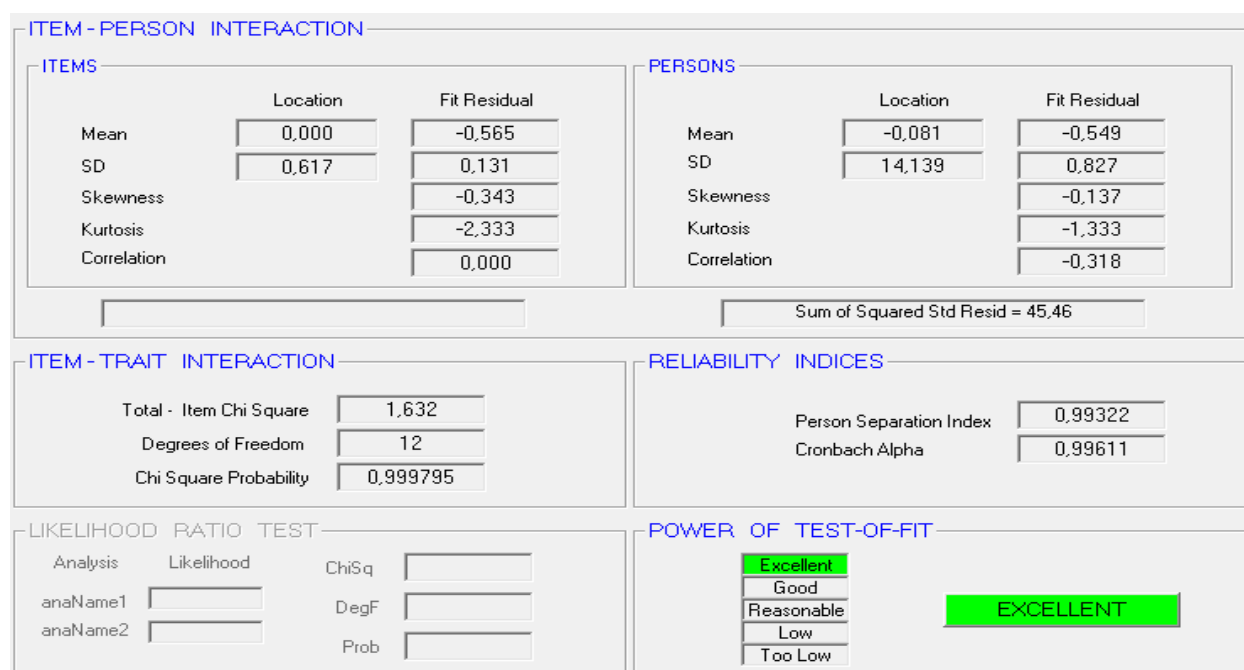 ITEM-PERSON INTERACTION
ITEMS
Location Fit Residual
Mean 0,000 -0,565
SD 0,617 0,131
Skewness -0,343
Kurtosis -2,333
Correlation 0,000
PERSONS
Location Fit Residual
Mean -0,081 -0,549
SD 14,139 0,827
Skewness -0,137
Kurtosis -1,333
Correlation -0,318
Sum of Squared Std Resid = 45,46
ITEM-TRAIT INTERACTION
Total - Item Chi Square 1,632
Degrees of Freedom 12
Chi Square Probability 0,999795
RELIABILITY INDICES
Person Separation Index 0,99322
Cronbach Alpha 0,99611
LIKELIHOOD RATIO TEST
Analysis Likelihood
anaName1
anaName2
ChiSq
DegF
Prob
POWER OF TEST-OF-FIT
Excellent
Good
Reasonable
Low
Too Low
EXCELLENT